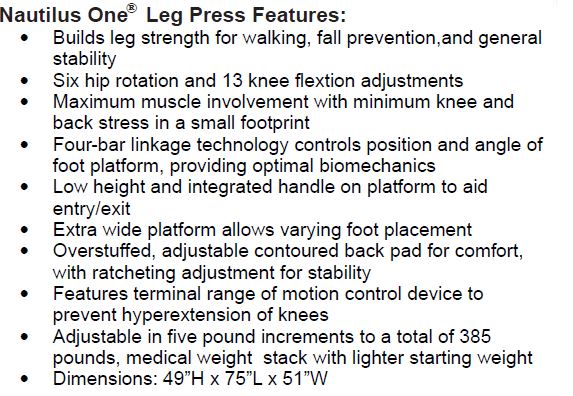 Nautilus One® Leg Press Features:
• Builds leg strength for walking, fall prevention,and general
stability
• Six hip rotation and 13 knee flextion adjustments
• Maximum muscle involvement with minimum knee and
back stress in a small footprint
• Four-bar linkage technology controls position and angle of
foot platform, providing optimal biomechanics
• Low height and integrated handle on platform to aid
entry/exit
• Extra wide platform allows varying foot placement
• Overstuffed, adjustable contoured back pad for comfort,
with ratcheting adjustment for stability
• Features terminal range of motion control device to
prevent hyperextension of knees
• Adjustable in five pound increments to a total of 385
pounds, medical weight  stack with lighter starting weight
• Dimensions: 49”H x 75”L x 51”W